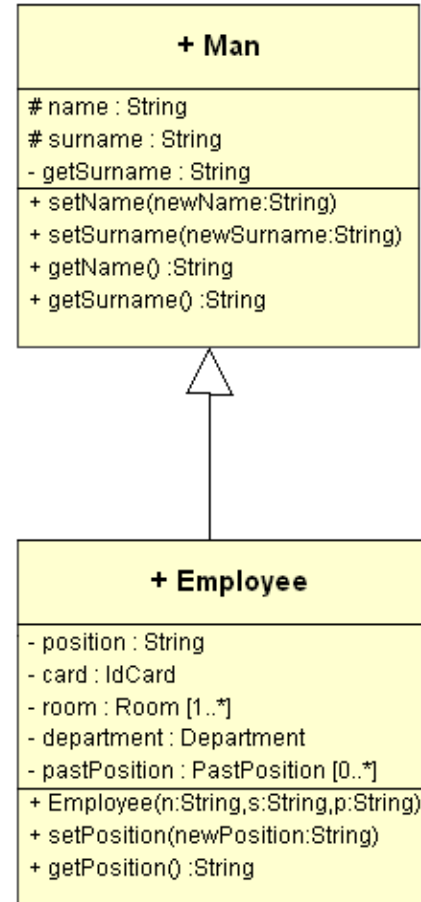 + Man
# name : String
# surname : String
- getSurname : String
+ setName(newName:String)
+ setSurname(newSurname:String)
+ getName() :String
+ getSurname() :String
+ Employee
- position : String
- card : IdCard
- room : Room [1..*]
- department : Department
- pastPosition : PastPosition [0..*]
+ Employee(n:String,s:String,p:String)
+ setPosition(newPosition:String)
+ getPosition() :String